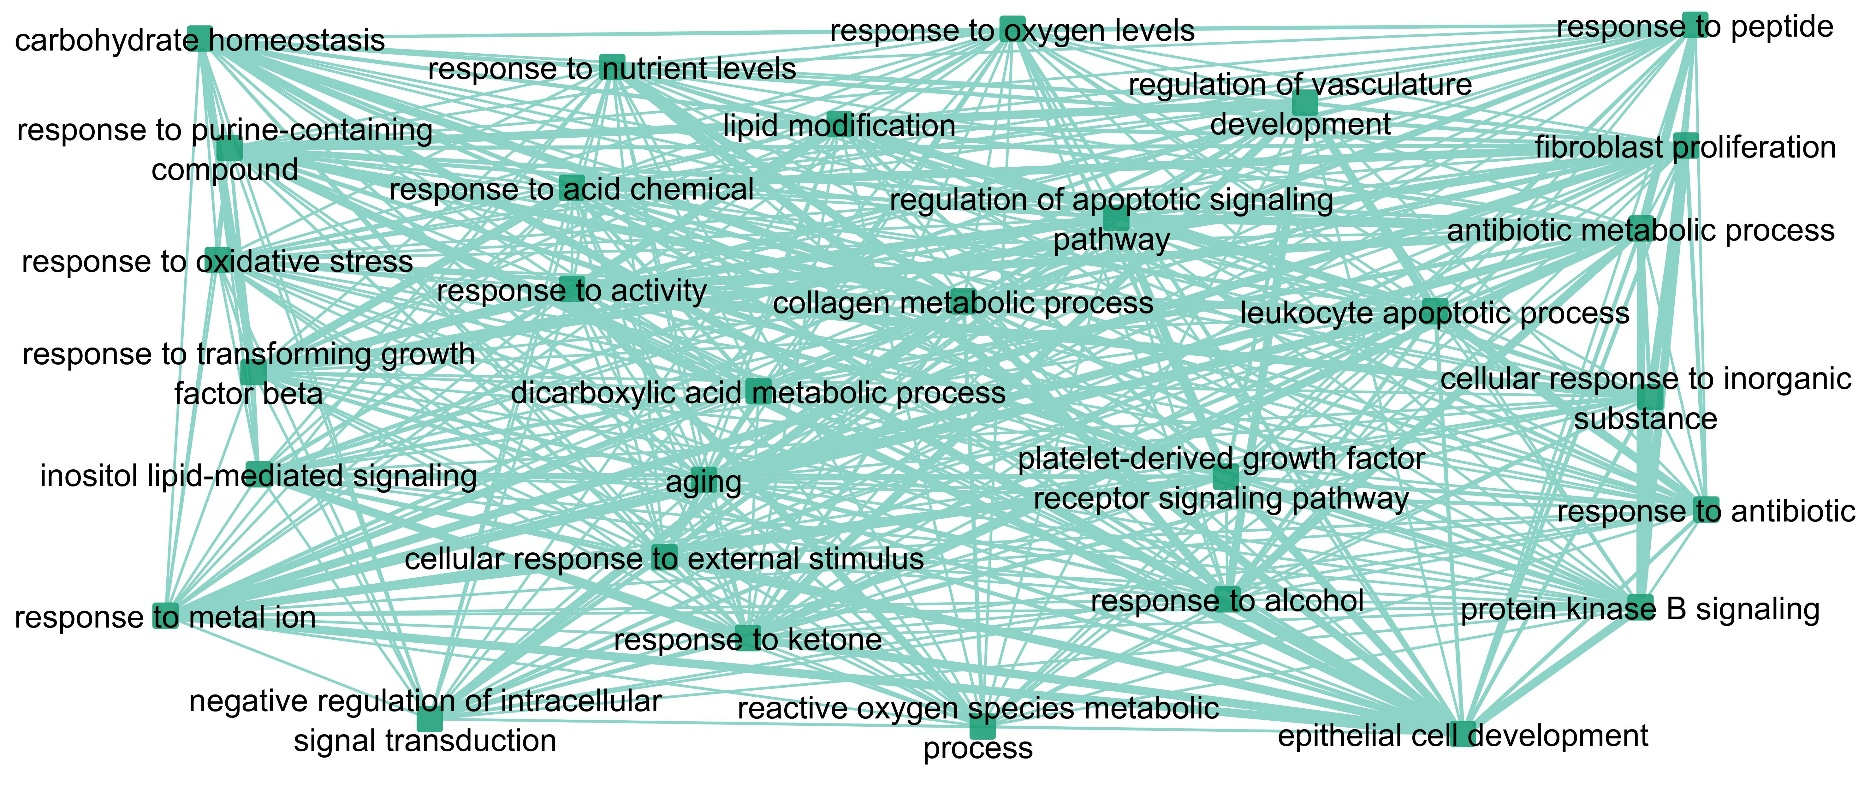 carbohydrate homeostasis
response to oxygen levels
response to peptide
response to nutrient levels
regulation of vasculature
development
response to purine-containing
compound
lipid modification
fibroblast proliferation
response to acid chemical
regulation of apoptotic signaling
pathway
antibiotic metabolic process
response to oxidative stress
response to activity
collagen metabolic process
leukocyte apoptotic process
response to transforming growth
factor beta
dicarboxylic acid metabolic process
cellular response to inorganic
substance
inositol lipid-mediated signaling
aging
platelet-derived growth factor
receptor signaling pathway
response to antibiotic
cellular response to external stimulus
response to metal ion
response to ketone
response to alcohol
protein kinase B signaling
negative regulation of intracellular
signal transduction
reactive oxygen species metabolic
process
epithelial cell development